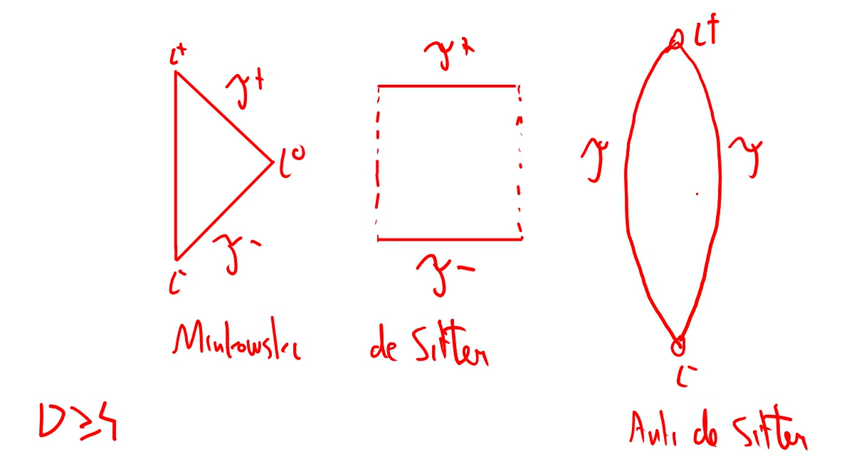 i⁺
𝓘⁺
i⁰
𝓘⁻
i⁻
Minkowski
𝓘⁺
𝓘⁻
de Sitter
i⁺
𝓘
𝓘
i⁻
Anti de Sitter
D≥4